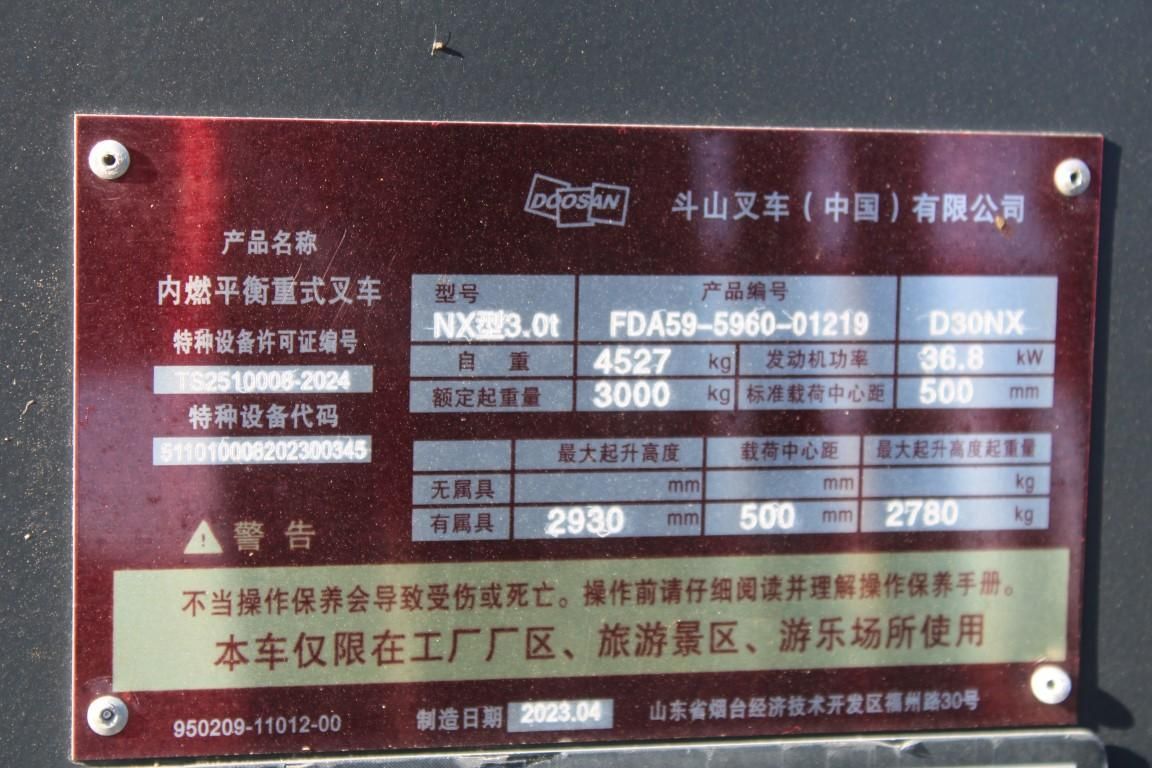 DOOSAN 斗山叉车(中国)有限公司
产品名称
内燃平衡重式叉车
特种设备许可证编号
TS2510008-2024
特种设备代码
511010008202300345
型号 产品编号
NX型3.0t FDA59-5960-01219 D30NX
自重 4527 kg 发动机功率 36.8 kW
额定起重量 3000 kg 标准载荷中心距 500 mm
最大起升高度 载荷中心距 最大起升高度起重量
无属具 mm mm kg
有属具 2930 mm 500 mm 2780 kg
警告
不当操作保养会导致受伤或死亡。操作前请仔细阅读并理解操作保养手册。
本车仅限在工厂厂区、旅游景区、游乐场所使用
950209-11012-00 制造日期 2023.04 山东省烟台经济技术开发区福州路30号